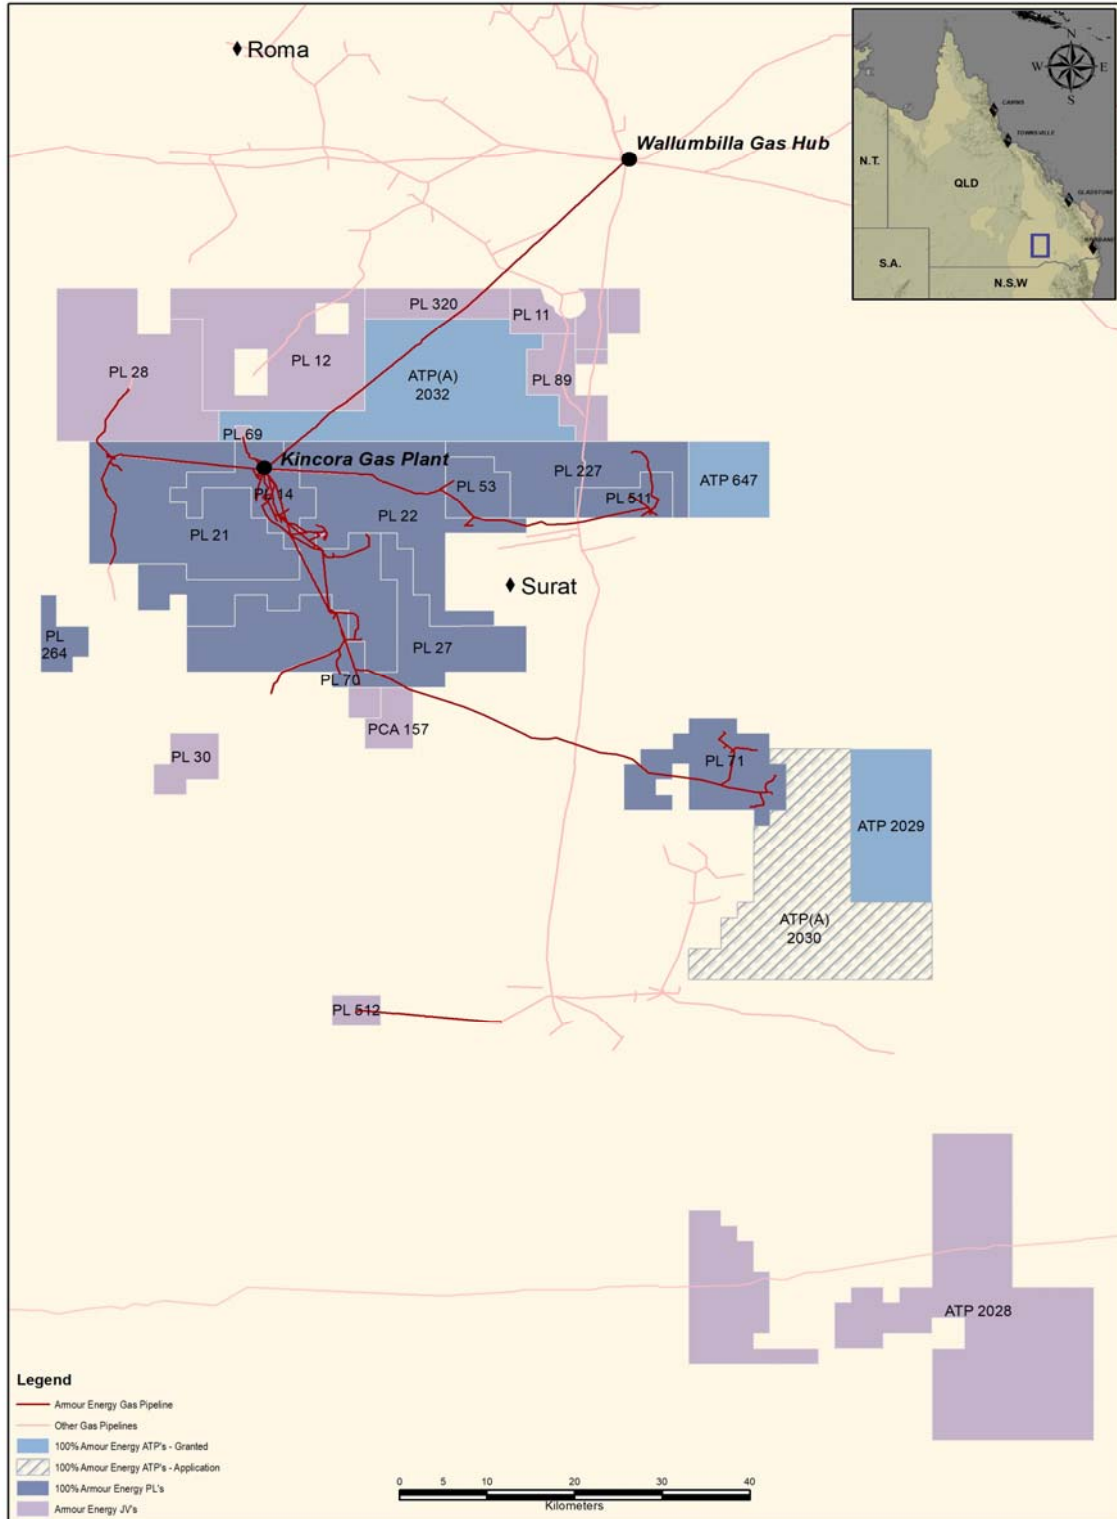 Roma
N
W
E
S
CAIRNS
TOWNSVILLE
Wallumbilla Gas Hub
N.T.
QLD
GLADSTONE
S.A.
N.S.W
PL 320
PL 11
PL 12
PL 28
ATP(A)
2032
PL 89
PL 69
Kincora Gas Plant
PL 227
PL 53
ATP 647
PL 14
PL 511
PL 22
PL 21
Surat
PL
264
PL 27
PL 70
PCA 157
PL 30
PL 71
ATP 2029
ATP(A)
2030
PL 512
ATP 2028
Legend
Armour Energy Gas Pipeline
Other Gas Pipelines
100% Amour Energy ATP's - Granted
100% Amour Energy ATP's - Application
100% Armour Energy PL's
Armour Energy JV's
0 5 10 20 30 40
Kilometers